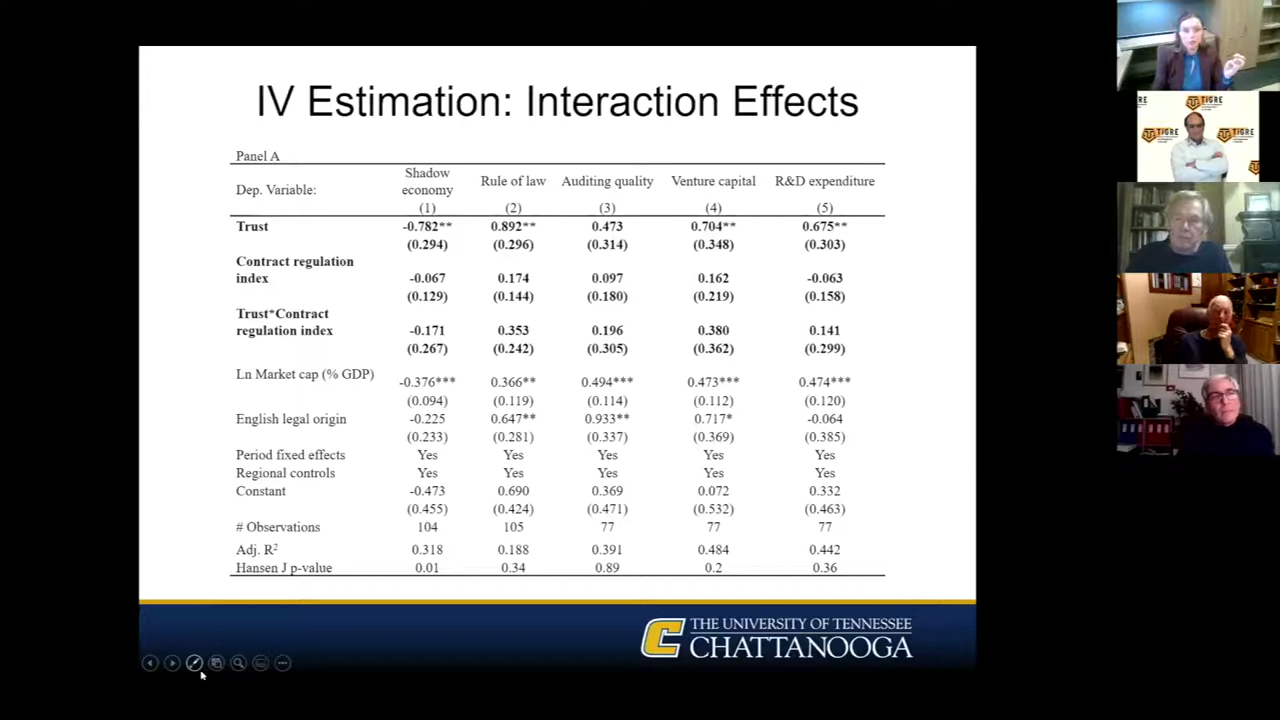 IV Estimation: Interaction Effects
Panel A
Dep. Variable: Shadow economy Rule of law Auditing quality Venture capital R&D expenditure
(1) (2) (3) (4) (5)
Trust -0.782** 0.892** 0.473 0.704** 0.675**
(0.294) (0.296) (0.314) (0.348) (0.303)
Contract regulation
index -0.067 0.174 0.097 0.162 -0.063
(0.129) (0.144) (0.180) (0.219) (0.158)
Trust*Contract
regulation index -0.171 0.353 0.196 0.380 0.141
(0.267) (0.242) (0.305) (0.362) (0.299)
Ln Market cap (% GDP) -0.376*** 0.366** 0.494*** 0.473*** 0.474***
(0.094) (0.119) (0.114) (0.112) (0.120)
English legal origin -0.225 0.647** 0.933** 0.717* -0.064
(0.233) (0.281) (0.337) (0.369) (0.385)
Period fixed effects Yes Yes Yes Yes Yes
Regional controls Yes Yes Yes Yes Yes
Constant -0.473 0.690 0.369 0.072 0.332
(0.455) (0.424) (0.471) (0.532) (0.463)
# Observations 104 105 77 77 77
Adj. R² 0.318 0.188 0.391 0.484 0.442
Hansen J p-value 0.01 0.34 0.89 0.2 0.36
C THE UNIVERSITY OF TENNESSEE
CHATTANOOGA
TIGRE
TIGRE
TIGRE